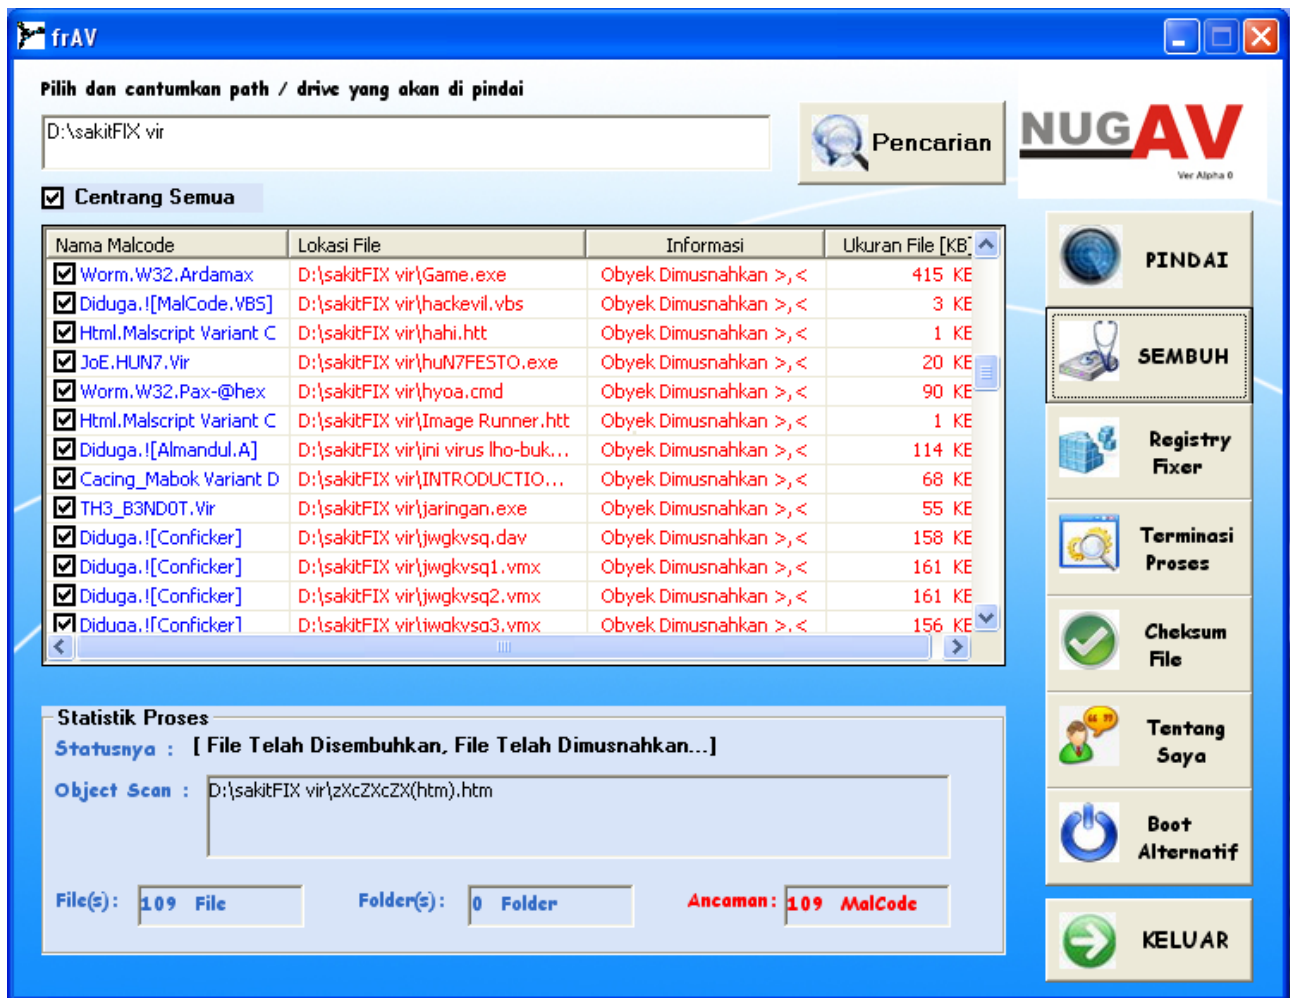 frAV
Pilih dan cantumkan path / drive yang akan di pindai
D:\sakitFIX vir
Pencarian
NUGAV
Ver Alpha 0
Centrang Semua
Nama Malcode Lokasi File Informasi Ukuran File [KB]
Worm.W32.Ardamax D:\sakitFIX vir\Game.exe Obyek Dimusnahkan >,< 415 KB
Diduga.![MalCode.VBS] D:\sakitFIX vir\hackevil.vbs Obyek Dimusnahkan >,< 3 KB
Html.Malscript Variant C D:\sakitFIX vir\hahi.htt Obyek Dimusnahkan >,< 1 KB
JoE.HUN7.Vir D:\sakitFIX vir\huN7FESTO.exe Obyek Dimusnahkan >,< 20 KB
Worm.W32.Pax-@hex D:\sakitFIX vir\hyoa.cmd Obyek Dimusnahkan >,< 90 KB
Html.Malscript Variant C D:\sakitFIX vir\Image Runner.htt Obyek Dimusnahkan >,< 1 KB
Diduga.![Almandul.A] D:\sakitFIX vir\ini virus lho-buk... Obyek Dimusnahkan >,< 114 KB
Cacing_Mabok Variant D D:\sakitFIX vir\INTRODUCTIO... Obyek Dimusnahkan >,< 68 KB
TH3_B3ND0T.Vir D:\sakitFIX vir\jaringan.exe Obyek Dimusnahkan >,< 55 KB
Diduga.![Conficker] D:\sakitFIX vir\jwgkvsq.dav Obyek Dimusnahkan >,< 158 KB
Diduga.![Conficker] D:\sakitFIX vir\jwgkvsq1.vmx Obyek Dimusnahkan >,< 161 KB
Diduga.![Conficker] D:\sakitFIX vir\jwgkvsq2.vmx Obyek Dimusnahkan >,< 161 KB
Diduga.![Conficker] D:\sakitFIX vir\jwgkvsq3.vmx Obyek Dimusnahkan >,< 156 KB
PINDAI
SEMBUH
Registry
Fixer
Terminasi
Proses
Cheksum
File
Tentang
Saya
Boot
Alternatif
KELUAR
Statistik Proses
Statusnya : [ File Telah Disembuhkan, File Telah Dimusnahkan...]
Object Scan : D:\sakitFIX vir\zXcZXcZX(htm).htm
File(s): 109 File Folder(s): 0 Folder Ancaman: 109 MalCode